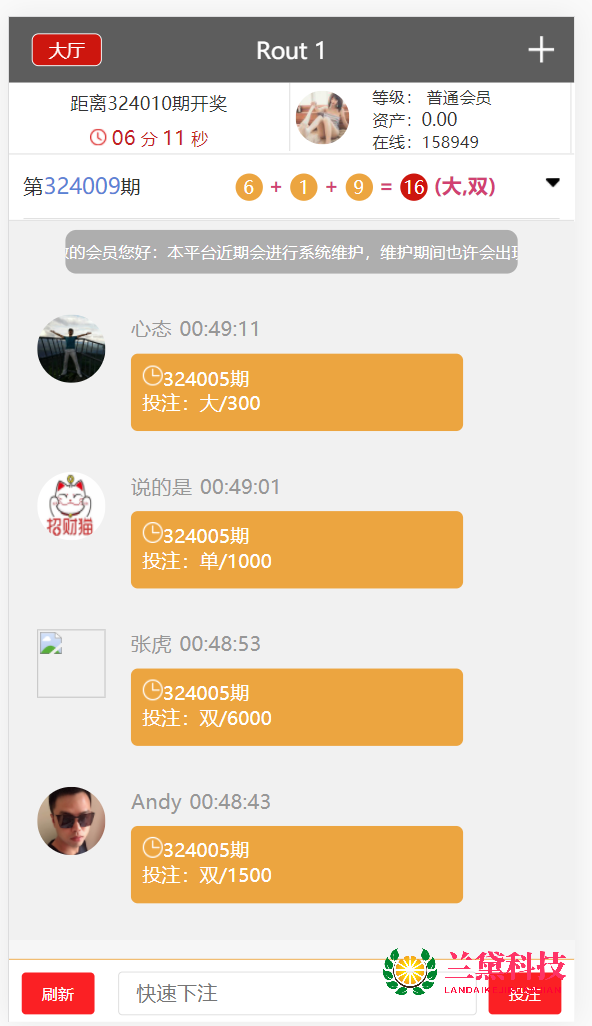 大厅
Rout 1
距离324010期开奖
06 分 11 秒
等级： 普通会员
资产：0.00
在线：158949
第324009期
6 + 1 + 9 = 16 (大,双)
的会员您好：本平台近期会进行系统维护，维护期间也许会出
心态 00:49:11
324005期
投注：大/300
说的是 00:49:01
招财猫
324005期
投注：单/1000
张虎 00:48:53
324005期
投注：双/6000
Andy 00:48:43
324005期
投注：双/1500
兰黛科技
刷新
快速下注
投注